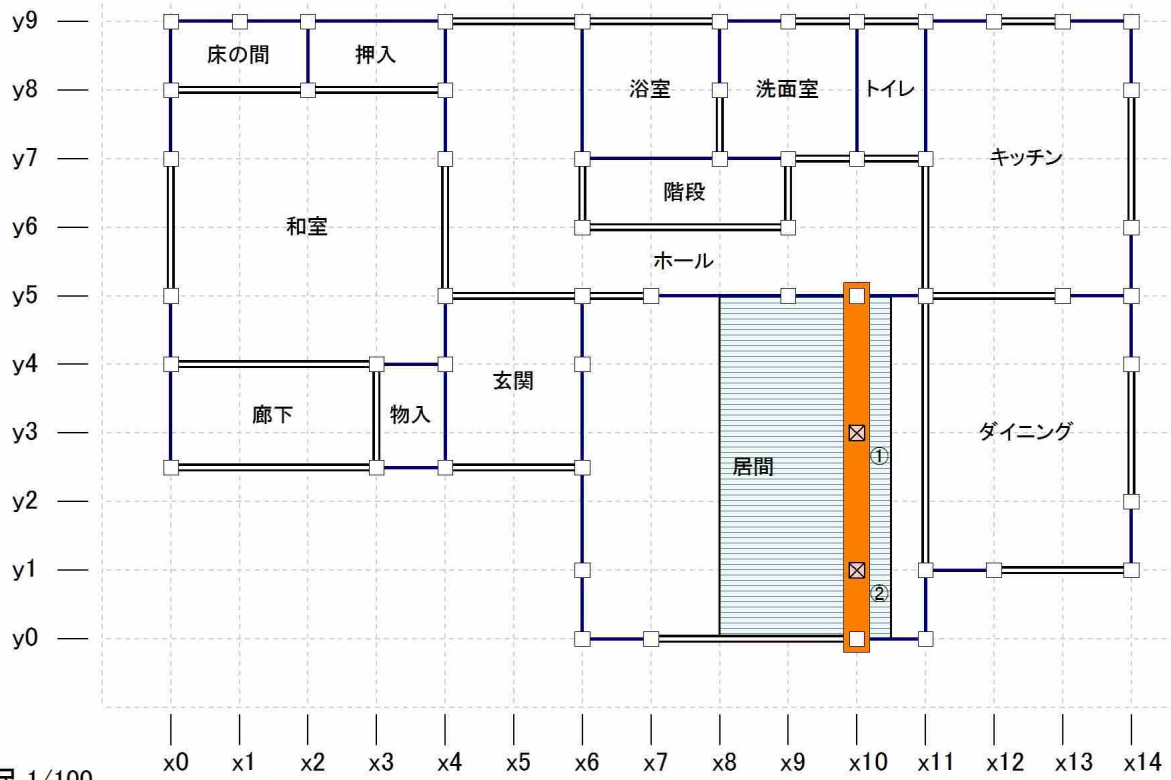 y9
床の間 押入
y8
浴室 洗面室 トイレ
y7
キッチン
階段
y6
和室
ホール
y5
y4
玄関
廊下 物入
y3
ダイニング
①
居間
y2
y1
②
y0
x0 x1 x2 x3 x4 x5 x6 x7 x8 x9 x10 x11 x12 x13 x14
1/100